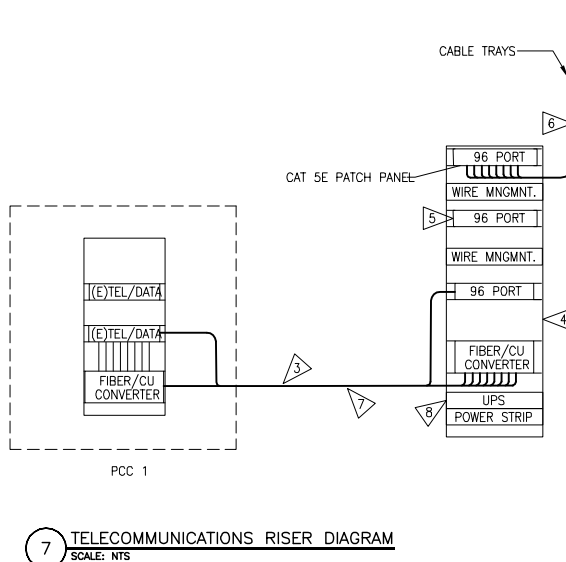 CABLE TRAYS
6
96 PORT
CAT 5E PATCH PANEL
WIRE MNGMNT.
5
96 PORT
WIRE MNGMNT.
(E)TEL/DATA
96 PORT
4
(E)TEL/DATA
FIBER/CU
CONVERTER
3
FIBER/CU
CONVERTER
7
8
UPS
POWER STRIP
PCC 1
7
TELECOMMUNICATIONS RISER DIAGRAM
SCALE: NTS